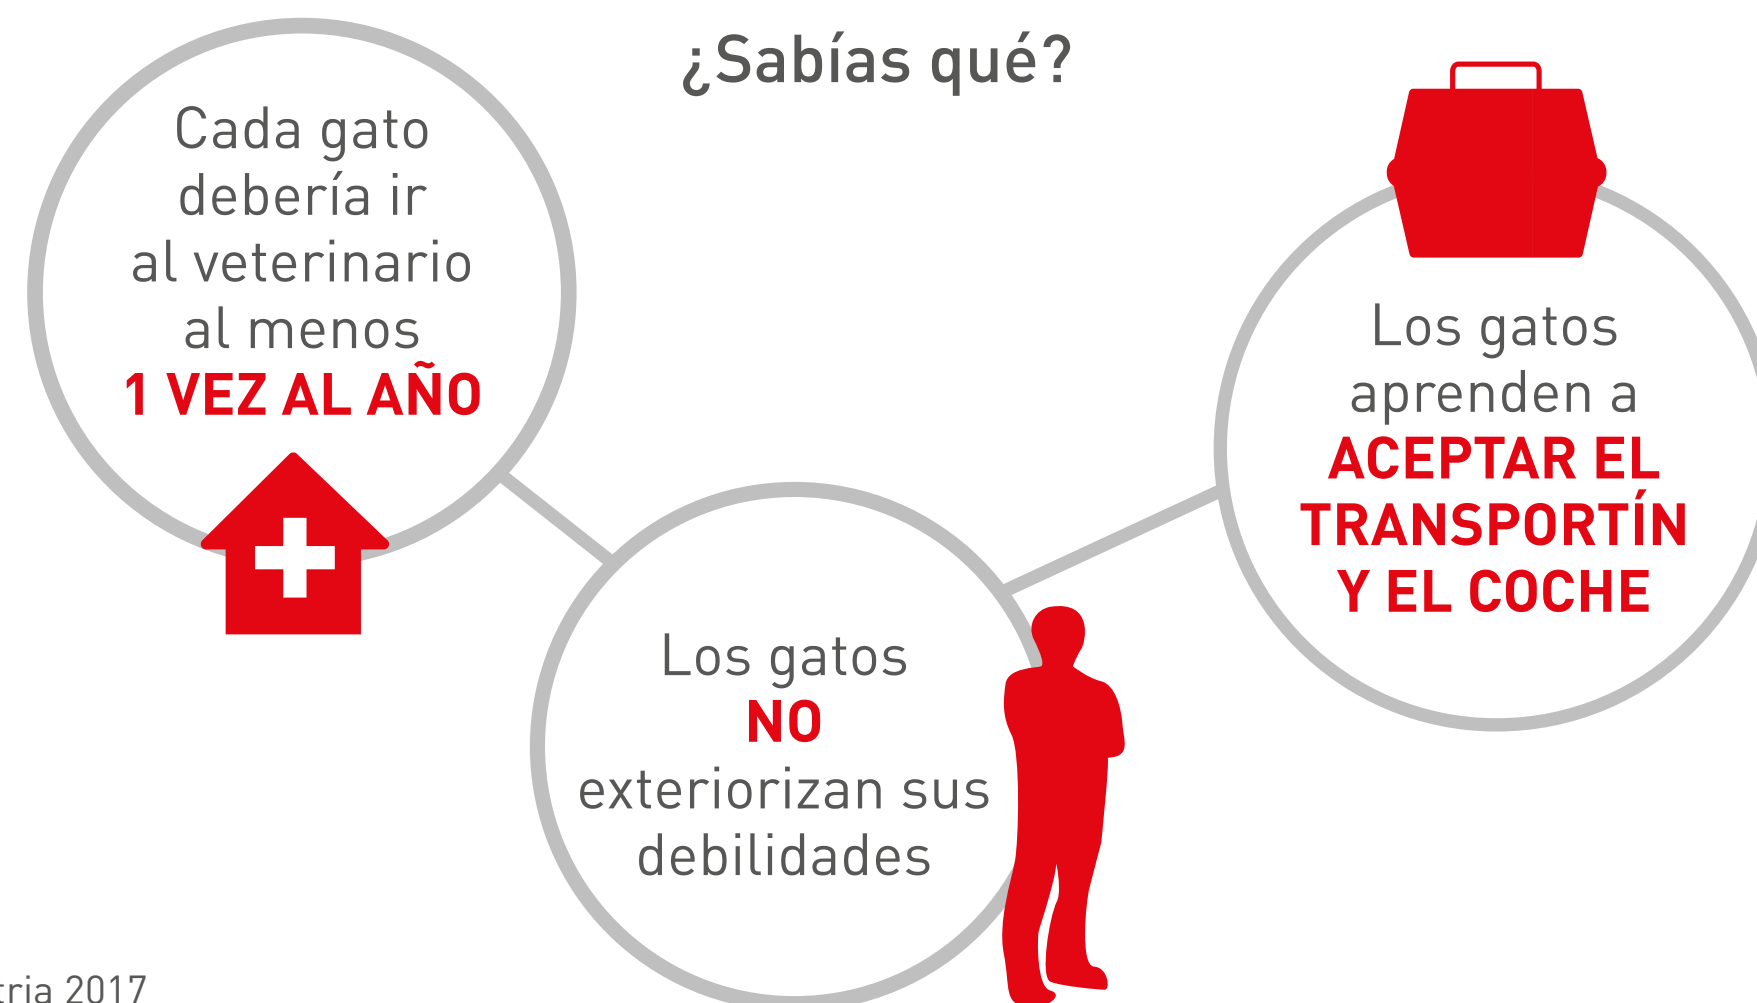 ¿Sabías qué?
Cada gato
debería ir
al veterinario
al menos
1 VEZ AL AÑO
Los gatos
NO
exteriorizan sus
debilidades
Los gatos
aprenden a
ACEPTAR EL
TRANSPORTÍN
Y EL COCHE
2017